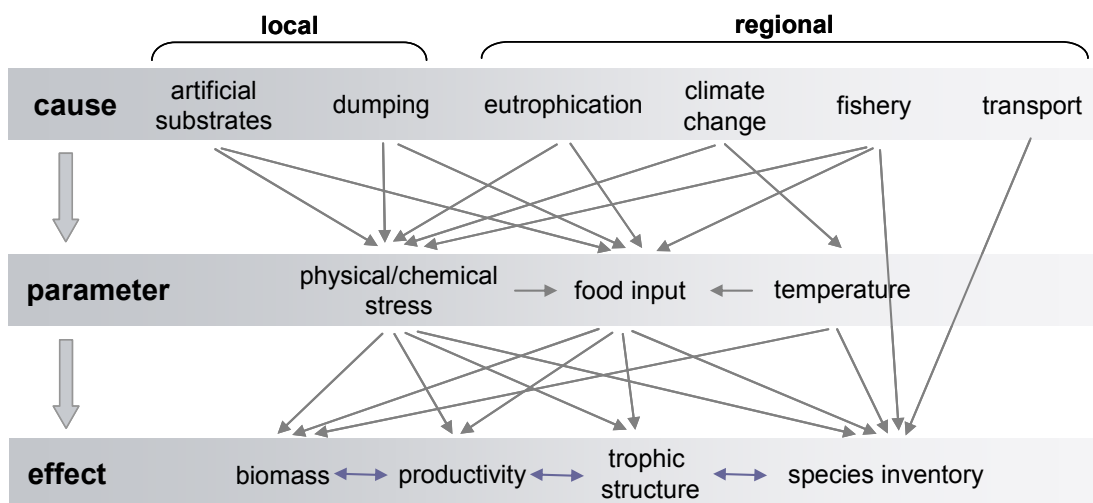 local
regional
cause
artificial
substrates
dumping
eutrophication
climate
change
fishery
transport
parameter
physical/chemical
stress
food input
temperature
effect
biomass
productivity
trophic
structure
species inventory